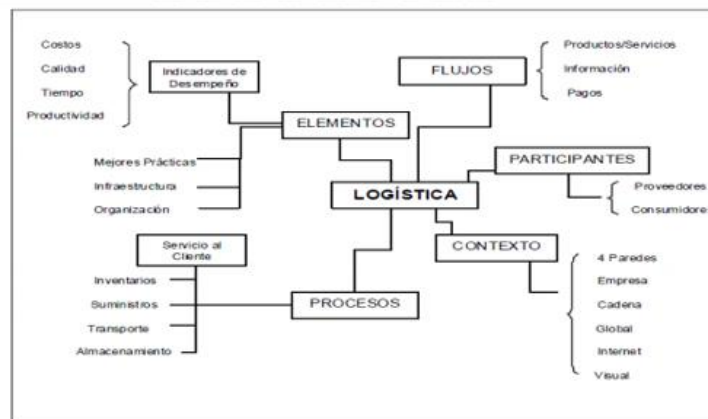 Costos
Calidad
Tiempo
Productividad
Indicadores de
Desempeño
ELEMENTOS
Mejores Prácticas
Infraestructura
Organización
FLUJOS
Productos/Servicios
Información
Pagos
LOGÍSTICA
PARTICIPANTES
Proveedores
Consumidore
CONTEXTO
4 Paredes
Empresa
Cadena
Global
Internet
Visual
Servicio al
Cliente
Inventarios
Suministros
Transporte
Almacenamiento
PROCESOS